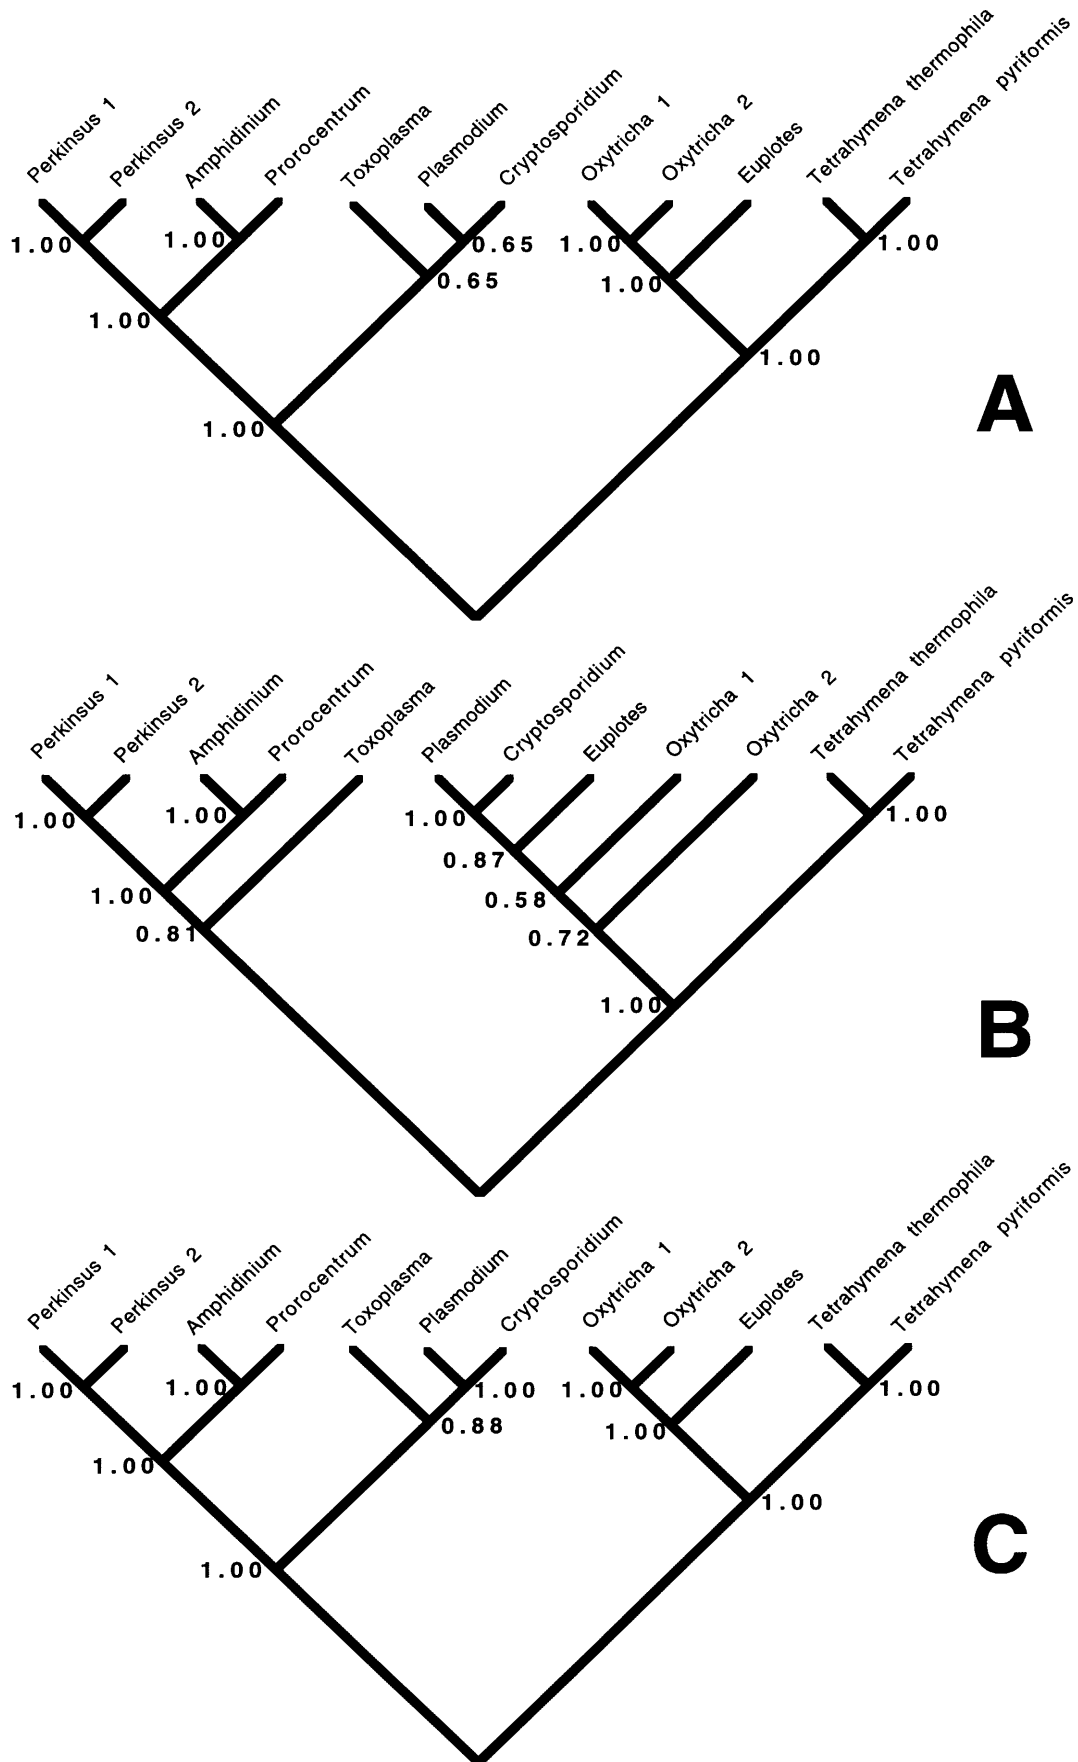 Perkinsus 1
Perkinsus 2
Amphidinium
Prorocentrum
Toxoplasma
Plasmodium
Cryptosporidium
Oxytricha 1
Oxytricha 2
Euplotes
Tetrahymena thermophila
Tetrahymena pyriformis
1.00
1.00
0.65
1.00
1.00
0.65
1.00
1.00
1.00
1.00
A
Perkinsus 1
Perkinsus 2
Amphidinium
Prorocentrum
Toxoplasma
Plasmodium
Cryptosporidium
Euplotes
Oxytricha 1
Oxytricha 2
Tetrahymena thermophila
Tetrahymena pyriformis
1.00
1.00
1.00
1.00
0.87
1.00
0.58
0.81
0.72
1.00
B
Perkinsus 1
Perkinsus 2
Amphidinium
Prorocentrum
Toxoplasma
Plasmodium
Cryptosporidium
Oxytricha 1
Oxytricha 2
Euplotes
Tetrahymena thermophila
Tetrahymena pyriformis
1.00
1.00
1.00
1.00
1.00
0.88
1.00
1.00
1.00
1.00
C